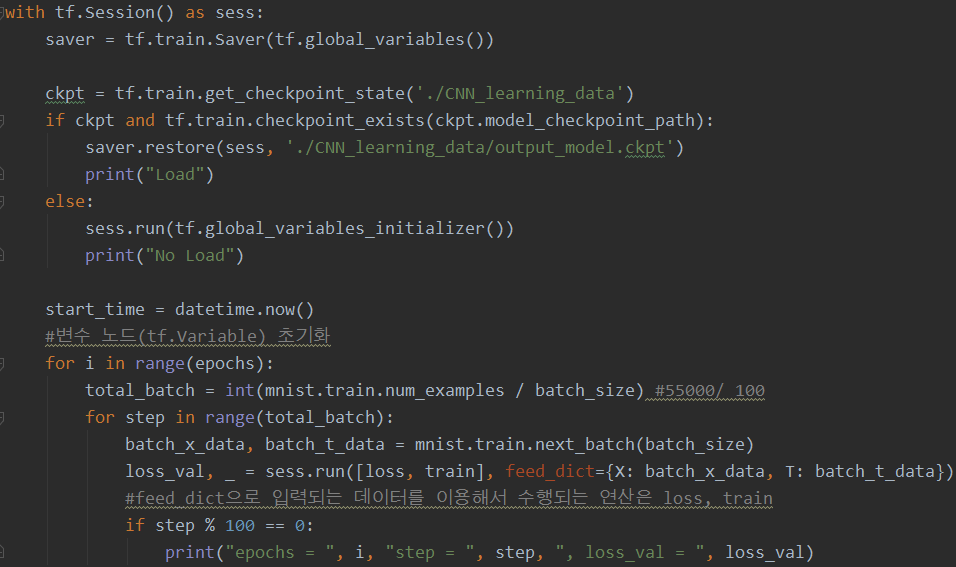 with tf.Session() as sess:
    saver = tf.train.Saver(tf.global_variables())

    ckpt = tf.train.get_checkpoint_state('./CNN_learning_data')
    if ckpt and tf.train.checkpoint_exists(ckpt.model_checkpoint_path):
        saver.restore(sess, './CNN_learning_data/output_model.ckpt')
        print("Load")
    else:
        sess.run(tf.global_variables_initializer())
        print("No Load")

    start_time = datetime.now()
    #변수 노드(tf.Variable) 초기화
    for i in range(epochs):
        total_batch = int(mnist.train.num_examples / batch_size) #55000/ 100
        for step in range(total_batch):
            batch_x_data, batch_t_data = mnist.train.next_batch(batch_size)
            loss_val, _ = sess.run([loss, train], feed_dict={X: batch_x_data, T: batch_t_data})
            #feed_dict으로 입력되는 데이터를 이용해서 수행되는 연산은 loss, train
            if step % 100 == 0:
                print("epochs = ", i, "step = ", step, ", loss_val = ", loss_val)